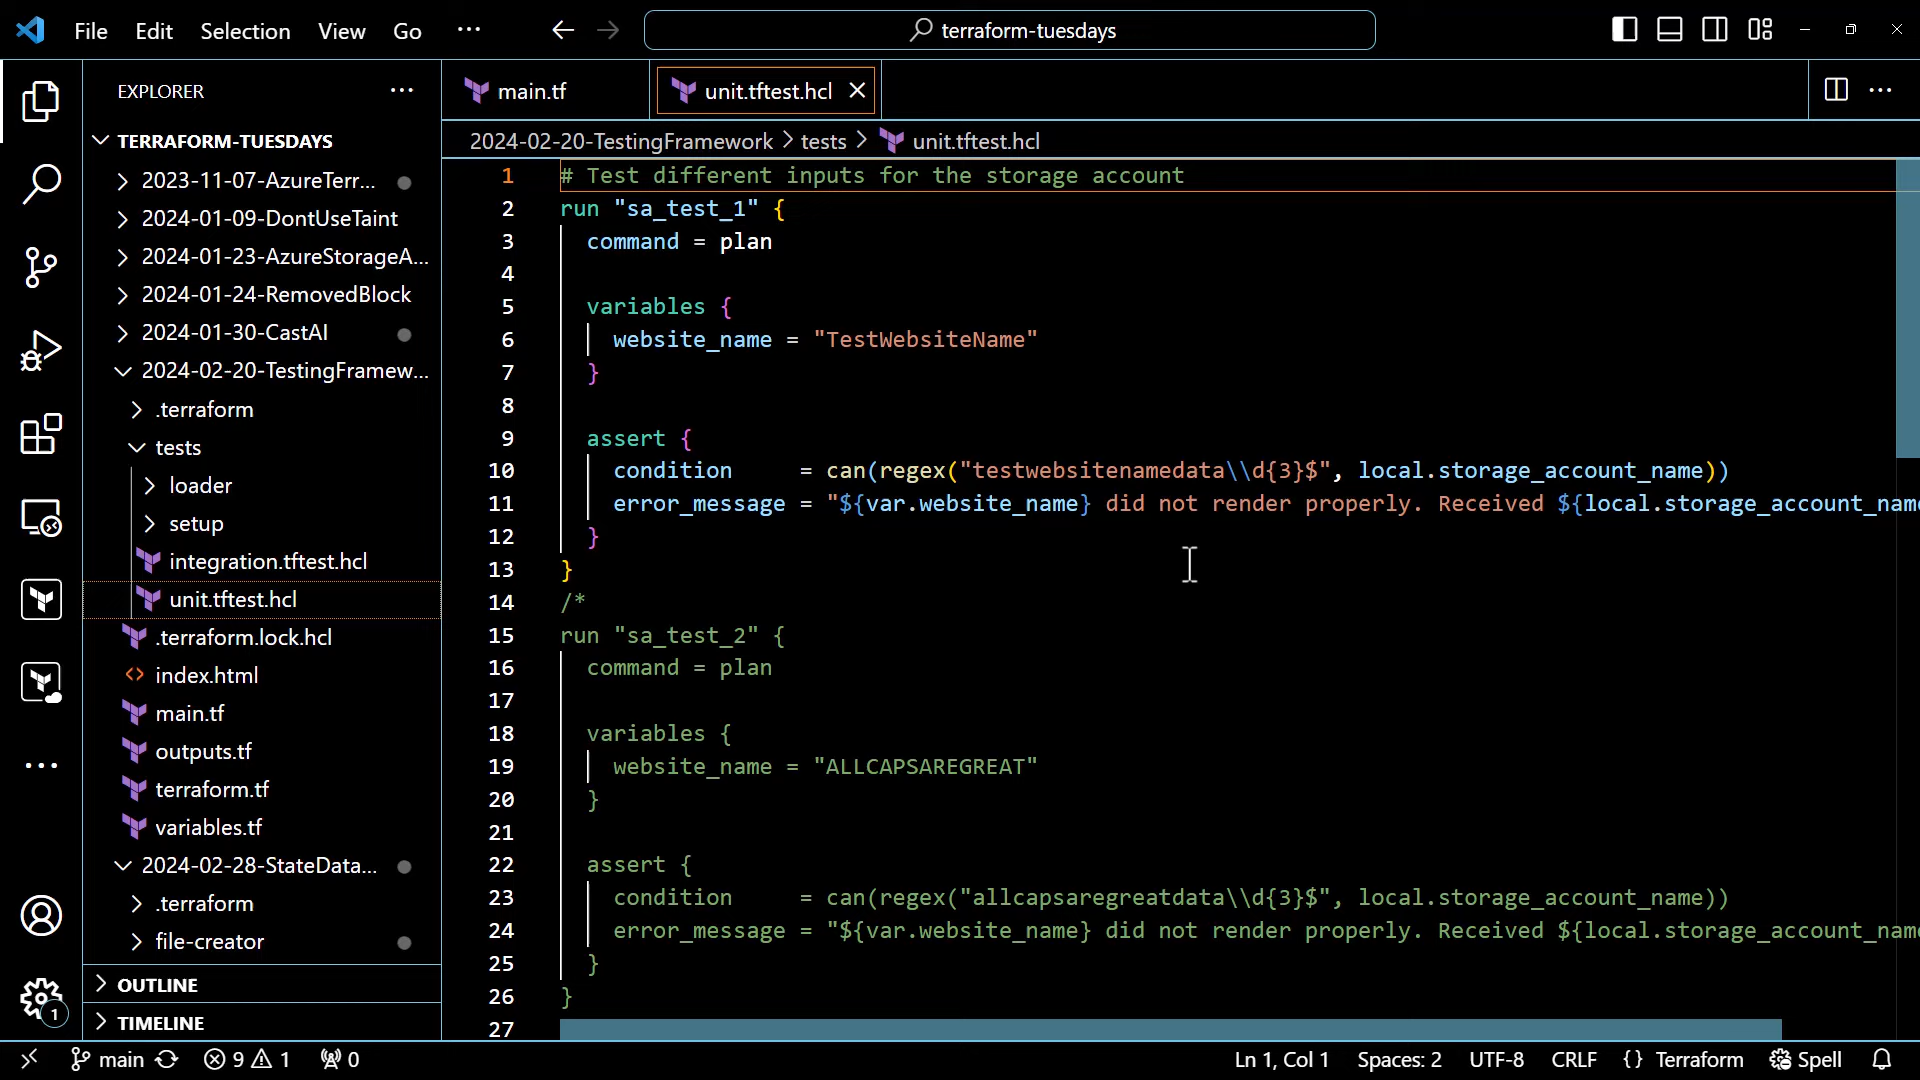 File Edit Selection View Go ··· terraform-tuesdays
EXPLORER ···
TERRAFORM-TUESDAYS
2023-11-07-AzureTerr...
2024-01-09-DontUseTaint
2024-01-23-AzureStorageA...
2024-01-24-RemovedBlock
2024-01-30-CastAI
2024-02-20-TestingFramew...
.terraform
tests
loader
setup
integration.tftest.hcl
unit.tftest.hcl
.terraform.lock.hcl
index.html
main.tf
outputs.tf
terraform.tf
variables.tf
2024-02-28-StateData...
.terraform
file-creator
OUTLINE
TIMELINE
main.tf unit.tftest.hcl
2024-02-20-TestingFramework > tests > unit.tftest.hcl
1 # Test different inputs for the storage account
2 run "sa_test_1" {
3 command = plan
4
5 variables {
6 website_name = "TestWebsiteName"
7 }
8
9 assert {
10 condition = can(regex("testwebsitenamedata\\d{3}$", local.storage_account_name))
11 error_message = "${var.website_name} did not render properly. Received ${local.storage_account_nam
12 }
13 }
14 /*
15 run "sa_test_2" {
16 command = plan
17
18 variables {
19 website_name = "ALLCAPSAREGREAT"
20 }
21
22 assert {
23 condition = can(regex("allcapsaregreatdata\\d{3}$", local.storage_account_name))
24 error_message = "${var.website_name} did not render properly. Received ${local.storage_account_nam
25 }
26 }
27
1
main 9 1 0 Ln 1, Col 1 Spaces: 2 UTF-8 CRLF {} Terraform Spell